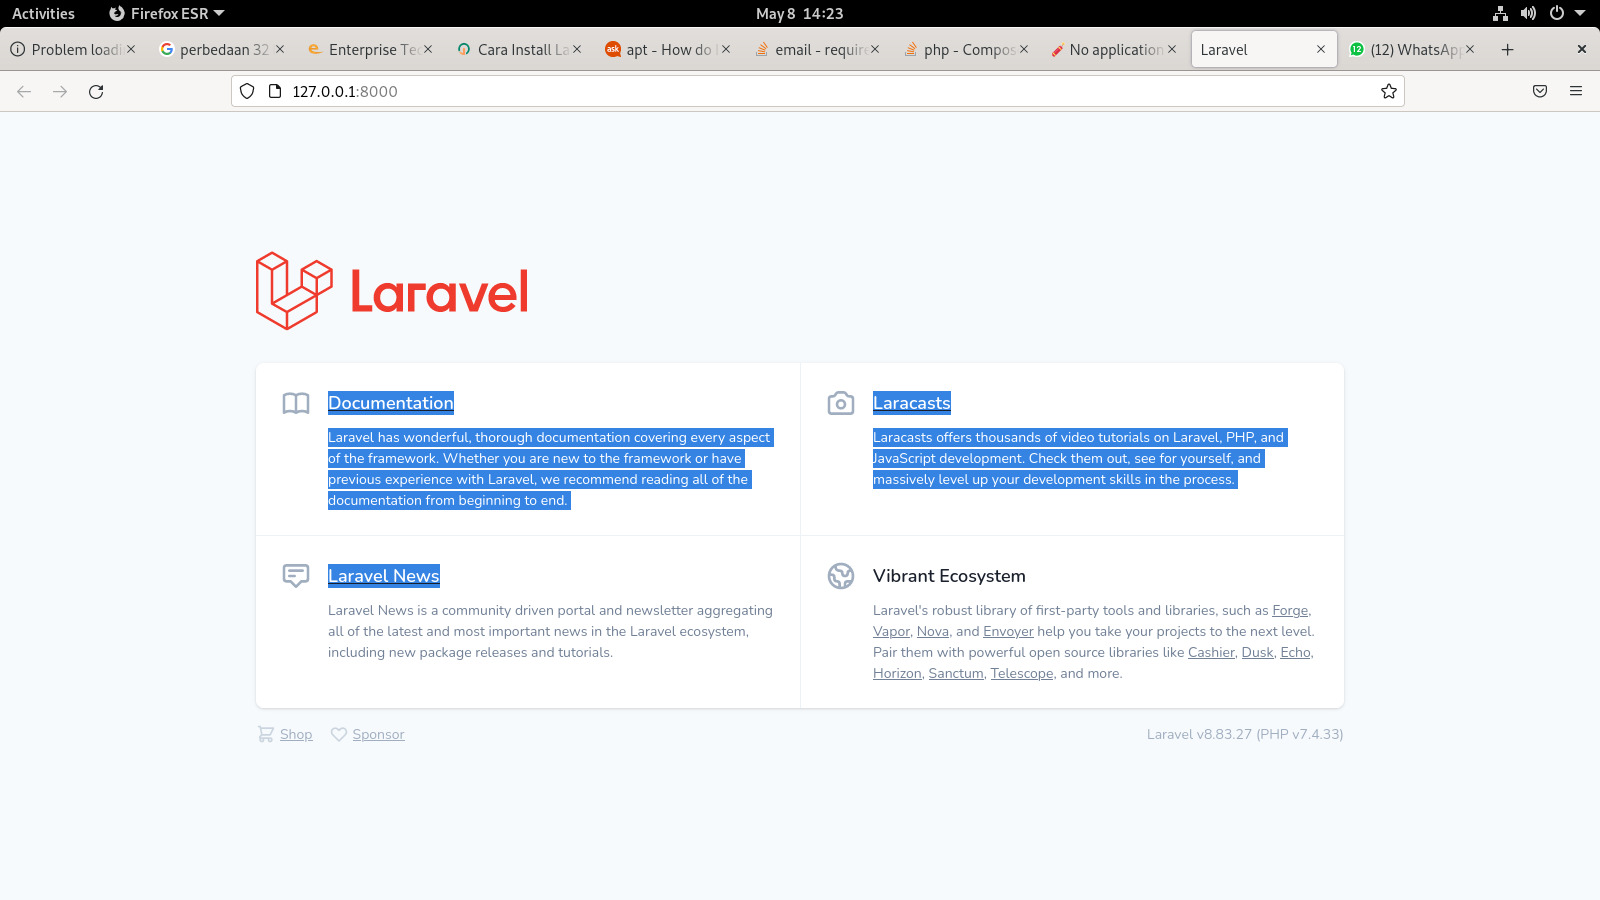 Activities
Firefox ESR
May 8 14:23
Problem loadi
perbedaan 32
Enterprise Tec
Cara Install La
ask
apt - How do I
email - require
php - Compos
No application
Laravel
12
(12) WhatsApp
127.0.0.1:8000
Laravel
Documentation
Laravel has wonderful, thorough documentation covering every aspect
of the framework. Whether you are new to the framework or have
previous experience with Laravel, we recommend reading all of the
documentation from beginning to end.
Laracasts
Laracasts offers thousands of video tutorials on Laravel, PHP, and
JavaScript development. Check them out, see for yourself, and
massively level up your development skills in the process.
Laravel News
Laravel News is a community driven portal and newsletter aggregating
all of the latest and most important news in the Laravel ecosystem,
including new package releases and tutorials.
Vibrant Ecosystem
Laravel's robust library of first-party tools and libraries, such as Forge,
Vapor, Nova, and Envoyer help you take your projects to the next level.
Pair them with powerful open source libraries like Cashier, Dusk, Echo,
Horizon, Sanctum, Telescope, and more.
Shop
Sponsor
Laravel v8.83.27 (PHP v7.4.33)